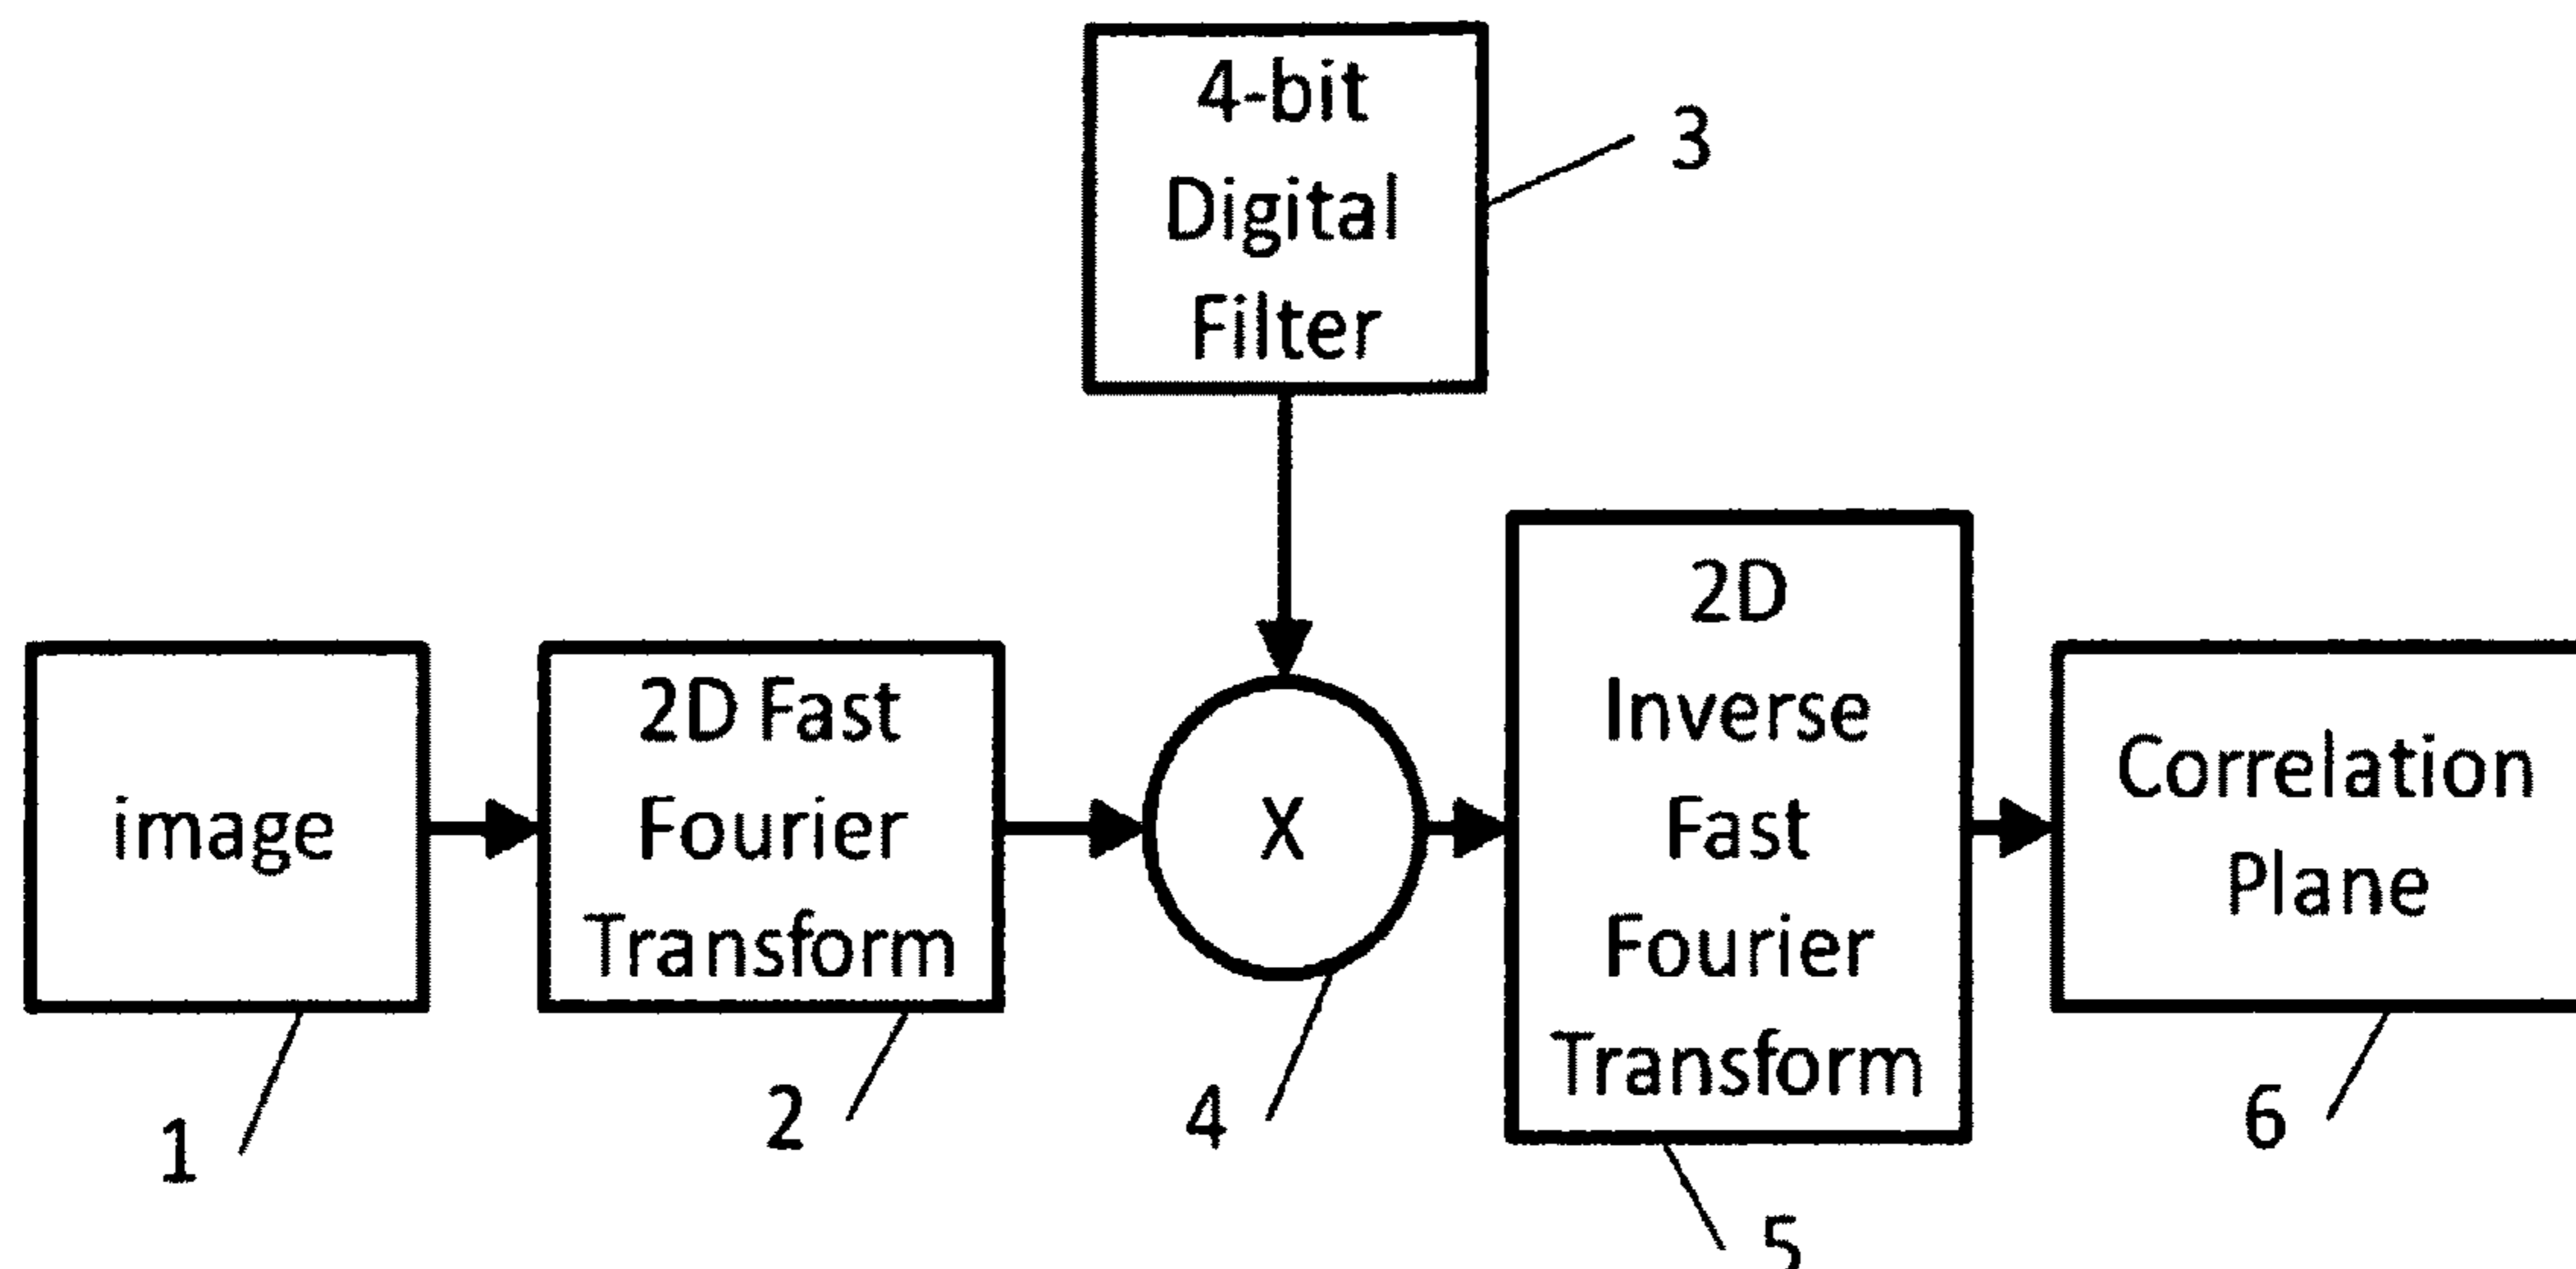 4-bit
Digital
Filter
3
image
1
2D Fast
Fourier
Transform
2
X
4
2D
Inverse
Fast
Fourier
Transform
5
Correlation
Plane
6